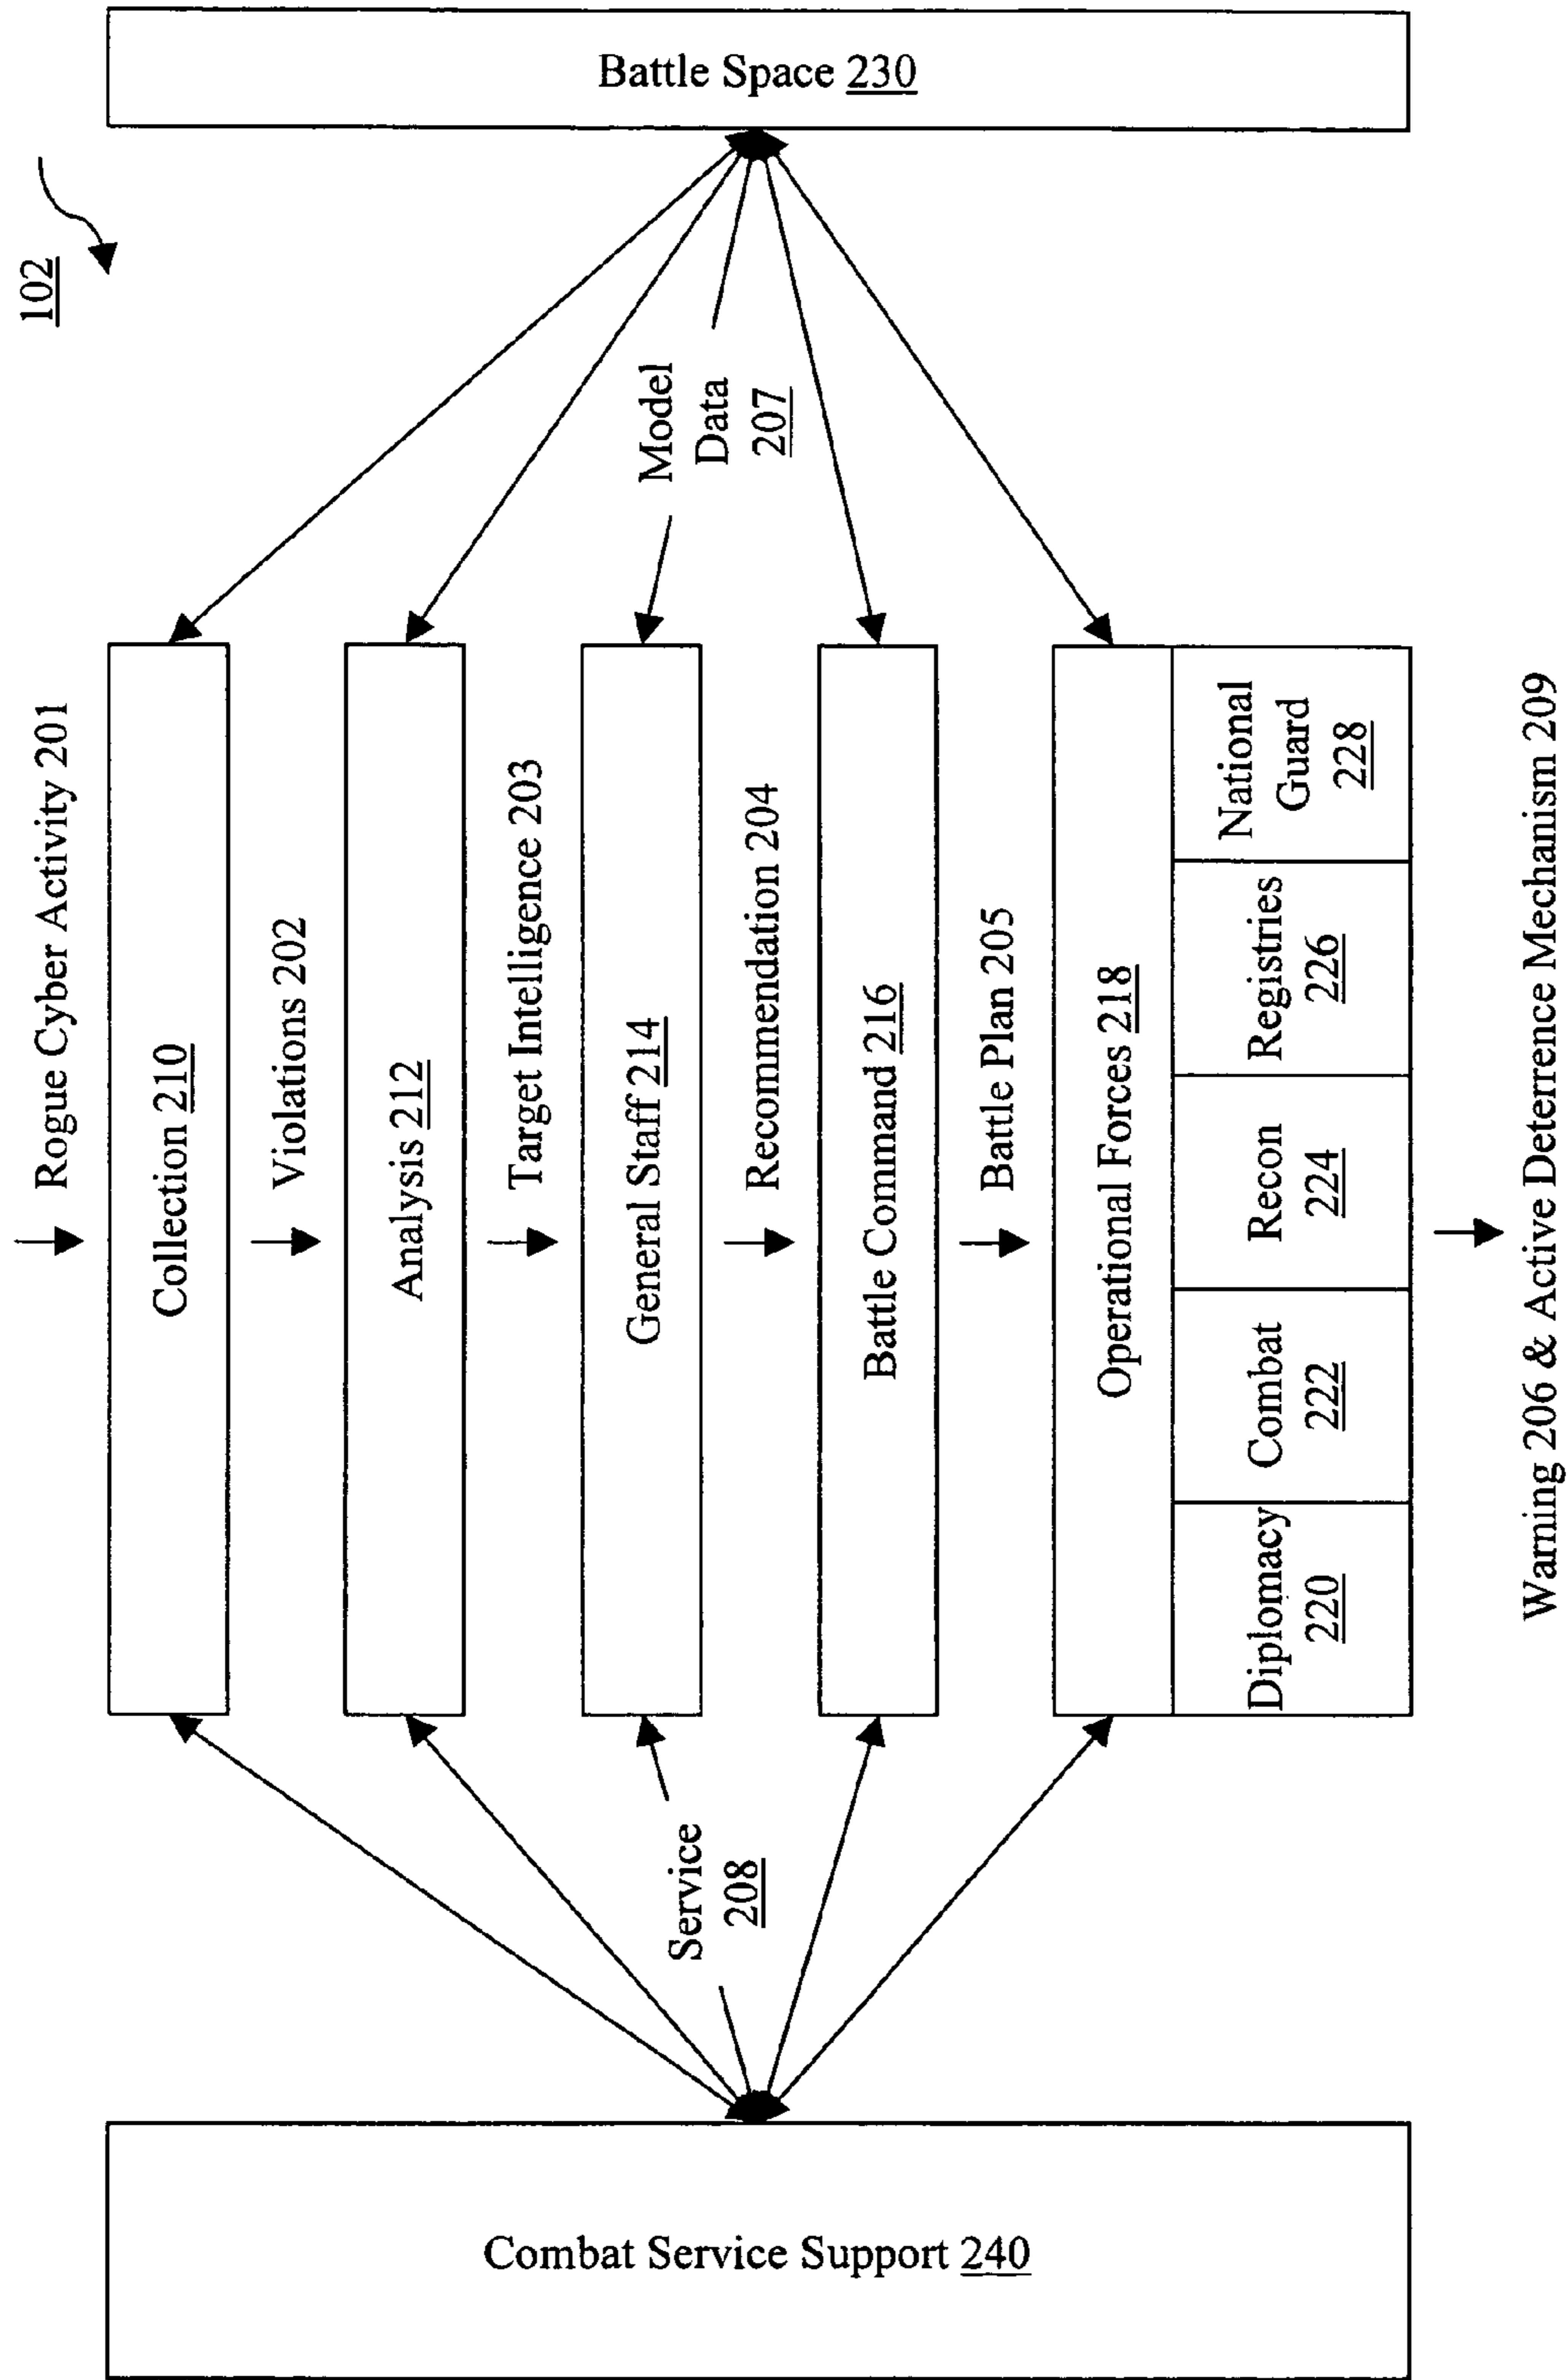 Battle Space 230
102
Rogue Cyber Activity 201
Collection 210
Violations 202
Analysis 212
Target Intelligence 203
General Staff 214
Recommendation 204
Battle Command 216
Battle Plan 205
Operational Forces 218
Diplomacy
220
Combat
222
Recon
224
Registries
226
National
Guard
228
Model
Data
207
Service
208
Combat Service Support 240
Warning 206 & Active Deterrence Mechanism 209